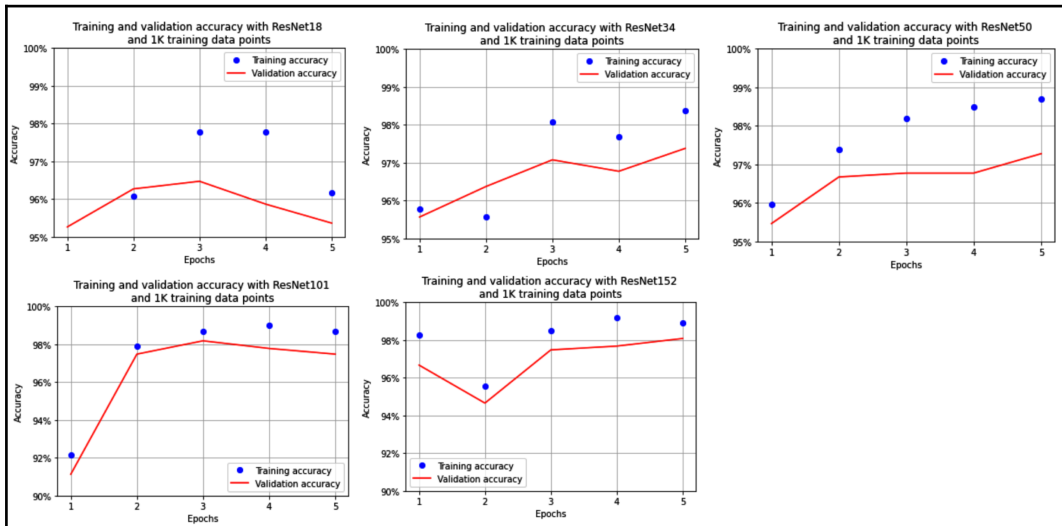 Training and validation accuracy with ResNet18
and 1K training data points
100%
99%
98%
97%
96%
95%
Accuracy
Training accuracy
Validation accuracy
1 2 3 4 5
Epochs
Training and validation accuracy with ResNet34
and 1K training data points
100%
99%
98%
97%
96%
95%
Accuracy
Training accuracy
Validation accuracy
1 2 3 4 5
Epochs
Training and validation accuracy with ResNet50
and 1K training data points
100%
99%
98%
97%
96%
95%
Accuracy
Training accuracy
Validation accuracy
1 2 3 4 5
Epochs
Training and validation accuracy with ResNet101
and 1K training data points
100%
98%
96%
94%
92%
90%
Accuracy
Training accuracy
Validation accuracy
1 2 3 4 5
Epochs
Training and validation accuracy with ResNet152
and 1K training data points
100%
98%
96%
94%
92%
90%
Accuracy
Training accuracy
Validation accuracy
1 2 3 4 5
Epochs